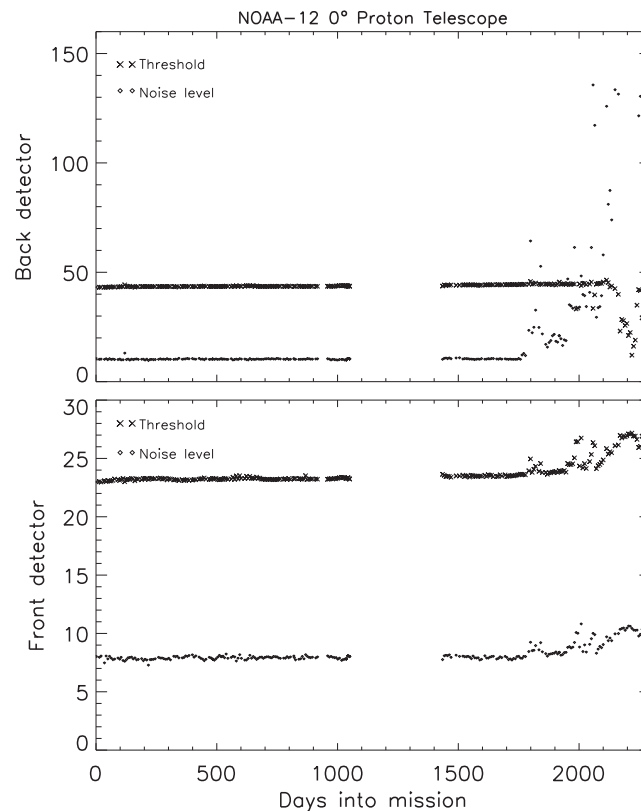 NOAA−12 0° Proton Telescope
150
100
50
0
Back detector
×× Threshold
◇◇ Noise level
30
25
20
15
10
5
0
Front detector
×× Threshold
◇◇ Noise level
0 500 1000 1500 2000
Days into mission